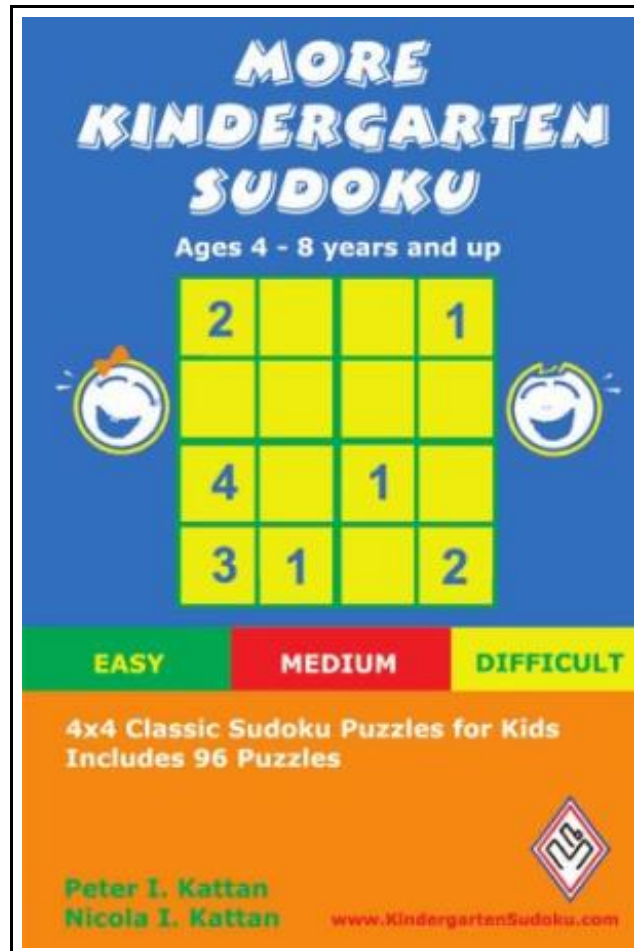 MORE
KINDERGARTEN
SUDOKU
Ages 4 - 8 years and up
2 1
4 1
3 1 2
EASY MEDIUM DIFFICULT
4x4 Classic Sudoku Puzzles for Kids
Includes 96 Puzzles
Peter I. Kattan
Nicola I. Kattan
www.KindergartenSudoku.com